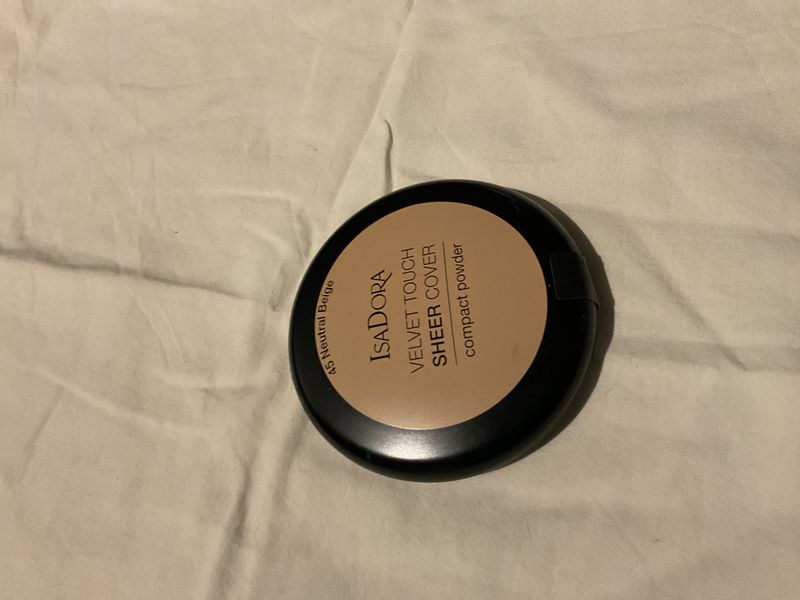 45 Neutral Beige
IsaDora
VELVET TOUCH
SHEER COVER
compact powder